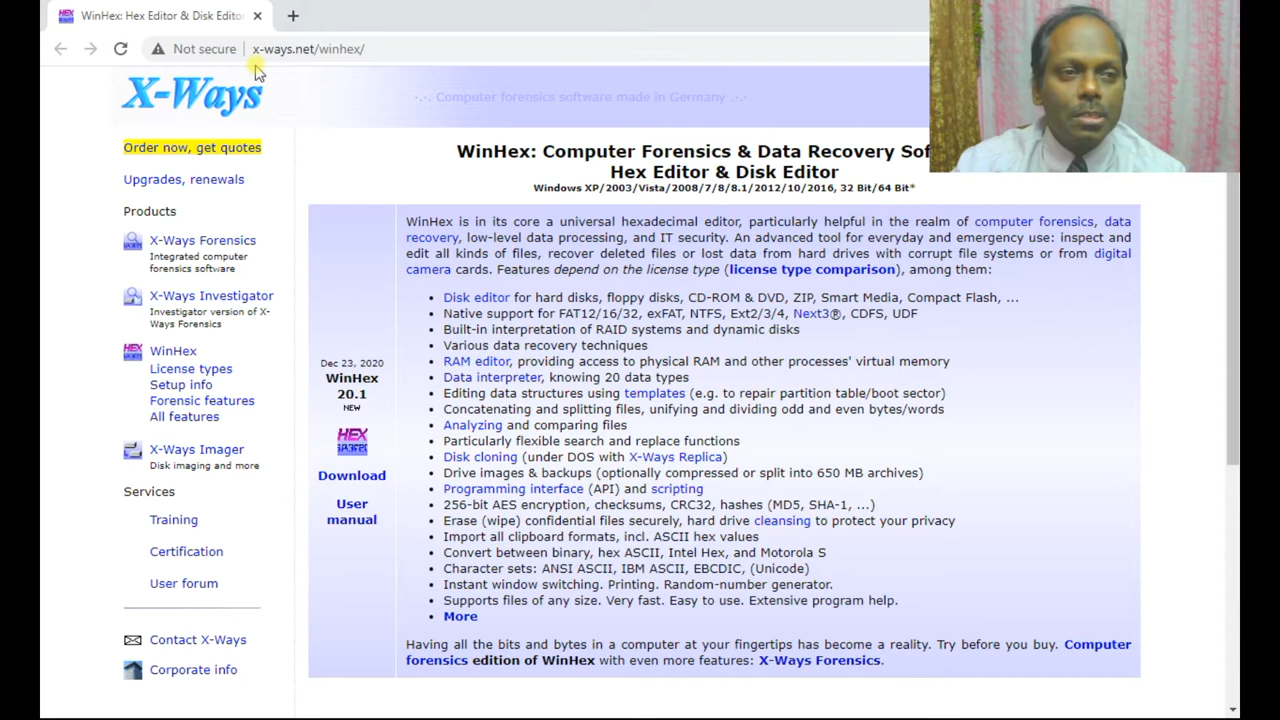 WinHex: Hex Editor & Disk Editor
Not secure
x-ways.net/winhex/
X-Ways
·-·. Computer forensics software made in Germany .-.·
Order now, get quotes
Upgrades, renewals
Products
X-Ways Forensics
Integrated computer
forensics software
X-Ways Investigator
Investigator version of X-
Ways Forensics
WinHex
License types
Setup info
Forensic features
All features
X-Ways Imager
Disk imaging and more
Services
Training
Certification
User forum
Contact X-Ways
Corporate info
WinHex: Computer Forensics & Data Recovery
Hex Editor & Disk Editor
Windows XP/2003/Vista/2008/7/8/8.1/2012/10/2016, 32 Bit/64 Bit*
Dec 23, 2020
WinHex
20.1
NEW
HEX
Download
User
manual
WinHex is in its core a universal hexadecimal editor, particularly helpful in the realm of computer forensics, data
recovery, low-level data processing, and IT security. An advanced tool for everyday and emergency use: inspect and
edit all kinds of files, recover deleted files or lost data from hard drives with corrupt file systems or from digital
camera cards. Features depend on the license type (license type comparison), among them:
• Disk editor for hard disks, floppy disks, CD-ROM & DVD, ZIP, Smart Media, Compact Flash, ...
• Native support for FAT12/16/32, exFAT, NTFS, Ext2/3/4, Next3®, CDFS, UDF
• Built-in interpretation of RAID systems and dynamic disks
• Various data recovery techniques
• RAM editor, providing access to physical RAM and other processes' virtual memory
• Data interpreter, knowing 20 data types
• Editing data structures using templates (e.g. to repair partition table/boot sector)
• Concatenating and splitting files, unifying and dividing odd and even bytes/words
• Analyzing and comparing files
• Particularly flexible search and replace functions
• Disk cloning (under DOS with X-Ways Replica)
• Drive images & backups (optionally compressed or split into 650 MB archives)
• Programming interface (API) and scripting
• 256-bit AES encryption, checksums, CRC32, hashes (MD5, SHA-1, ...)
• Erase (wipe) confidential files securely, hard drive cleansing to protect your privacy
• Import all clipboard formats, incl. ASCII hex values
• Convert between binary, hex ASCII, Intel Hex, and Motorola S
• Character sets: ANSI ASCII, IBM ASCII, EBCDIC, (Unicode)
• Instant window switching. Printing. Random-number generator.
• Supports files of any size. Very fast. Easy to use. Extensive program help.
• More
Having all the bits and bytes in a computer at your fingertips has become a reality. Try before you buy. Computer
forensics edition of WinHex with even more features: X-Ways Forensics.